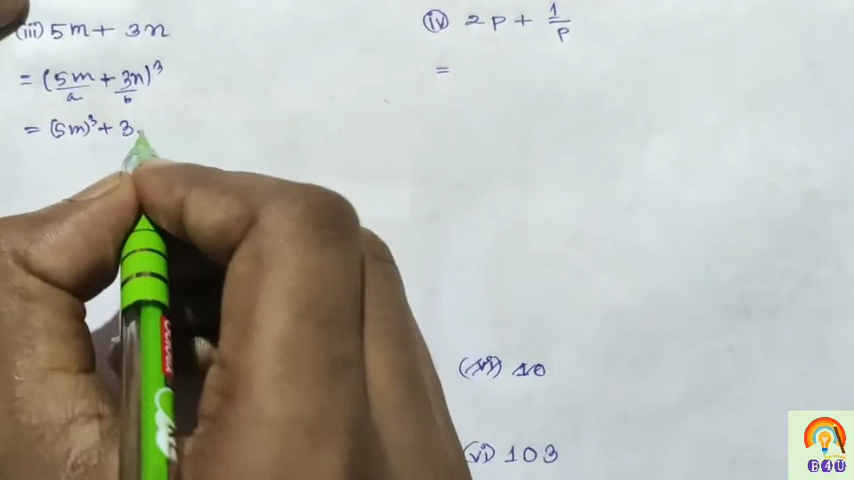 (iii) 5m + 3n
= (5m + 3n)³
a b
= (5m)³ + 3.
(iv) 2p + 1/p
=
10
(vi) 103
B4U